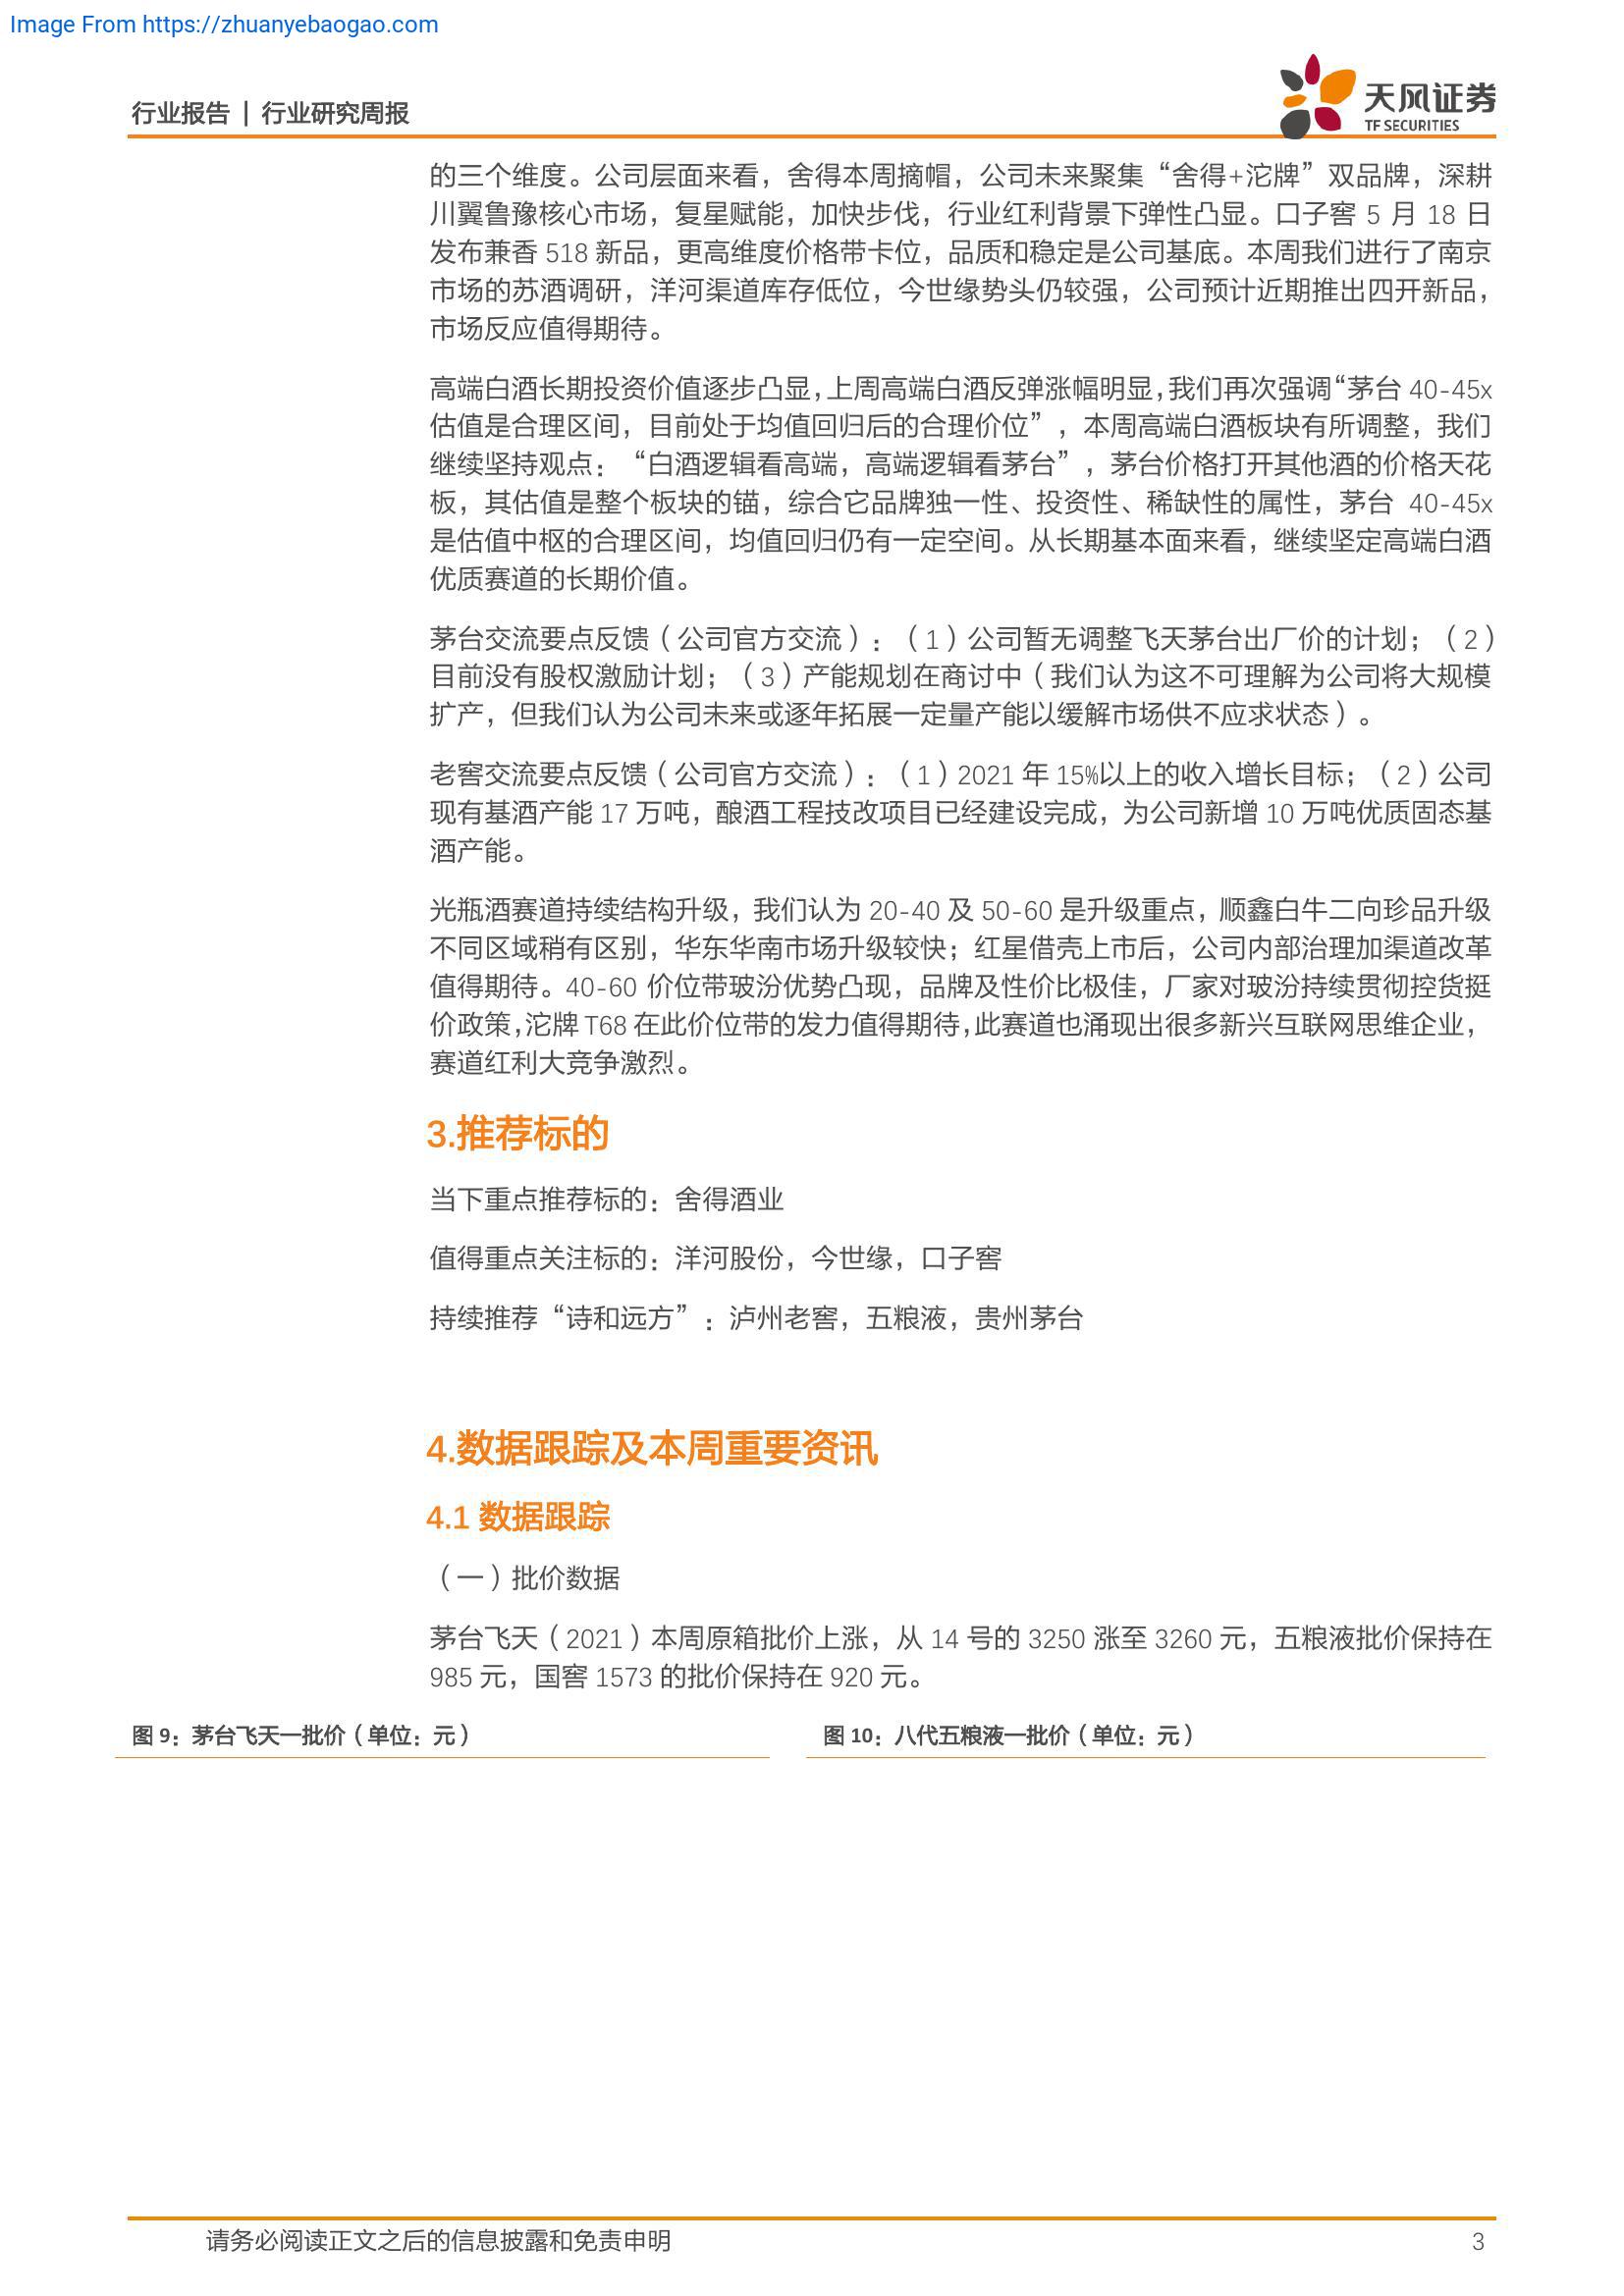 Image From https://zhuanyebaogao.com
行业报告 | 行业研究周报
天风证券
TF SECURITIES
的三个维度。公司层面来看，舍得本周摘帽，公司未来聚集“舍得+沱牌”双品牌，深耕
川翼鲁豫核心市场，复星赋能，加快步伐，行业红利背景下弹性凸显。口子窖 5 月 18 日
发布兼香 518 新品，更高维度价格带卡位，品质和稳定是公司基底。本周我们进行了南京
市场的苏酒调研，洋河渠道库存低位，今世缘势头仍较强，公司预计近期推出四开新品，
市场反应值得期待。
高端白酒长期投资价值逐步凸显，上周高端白酒反弹涨幅明显，我们再次强调“茅台 40-45x
估值是合理区间，目前处于均值回归后的合理价位”，本周高端白酒板块有所调整，我们
继续坚持观点：“白酒逻辑看高端，高端逻辑看茅台”，茅台价格打开其他酒的价格天花
板，其估值是整个板块的锚，综合它品牌独一性、投资性、稀缺性的属性，茅台 40-45x
是估值中枢的合理区间，均值回归仍有一定空间。从长期基本面来看，继续坚定高端白酒
优质赛道的长期价值。
茅台交流要点反馈（公司官方交流）：（1）公司暂无调整飞天茅台出厂价的计划；（2）
目前没有股权激励计划；（3）产能规划在商讨中（我们认为这不可理解为公司将大规模
扩产，但我们认为公司未来或逐年拓展一定量产能以缓解市场供不应求状态）。
老窖交流要点反馈（公司官方交流）：（1）2021 年 15%以上的收入增长目标；（2）公司
现有基酒产能 17 万吨，酿酒工程技改项目已经建设完成，为公司新增 10 万吨优质固态基
酒产能。
光瓶酒赛道持续结构升级，我们认为 20-40 及 50-60 是升级重点，顺鑫白牛二向珍品升级
不同区域稍有区别，华东华南市场升级较快；红星借壳上市后，公司内部治理加渠道改革
值得期待。40-60 价位带玻汾优势凸现，品牌及性价比极佳，厂家对玻汾持续贯彻控货挺
价政策，沱牌 T68 在此价位带的发力值得期待，此赛道也涌现出很多新兴互联网思维企业，
赛道红利大竞争激烈。
3.推荐标的
当下重点推荐标的：舍得酒业
值得重点关注标的：洋河股份，今世缘，口子窖
持续推荐“诗和远方”：泸州老窖，五粮液，贵州茅台
4.数据跟踪及本周重要资讯
4.1 数据跟踪
（一）批价数据
茅台飞天（2021）本周原箱批价上涨，从 14 号的 3250 涨至 3260 元，五粮液批价保持在
985 元，国窖 1573 的批价保持在 920 元。
图 9：茅台飞天一批价（单位：元）
图 10：八代五粮液一批价（单位：元）
请务必阅读正文之后的信息披露和免责申明
3